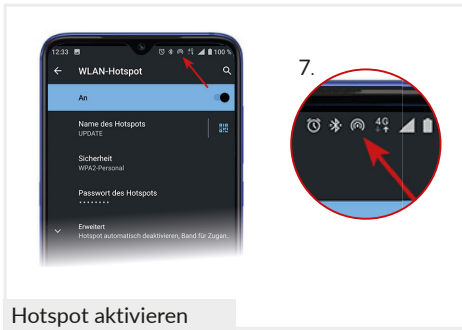 12:33 100 %
WLAN-Hotspot
An
Name des Hotspots
UPDATE
Sicherheit
WPA2-Personal
Passwort des Hotspots
••••••••
Erweitert
Hotspot automatisch deaktivieren, Band für Zugan..
7.
4G
Hotspot aktivieren